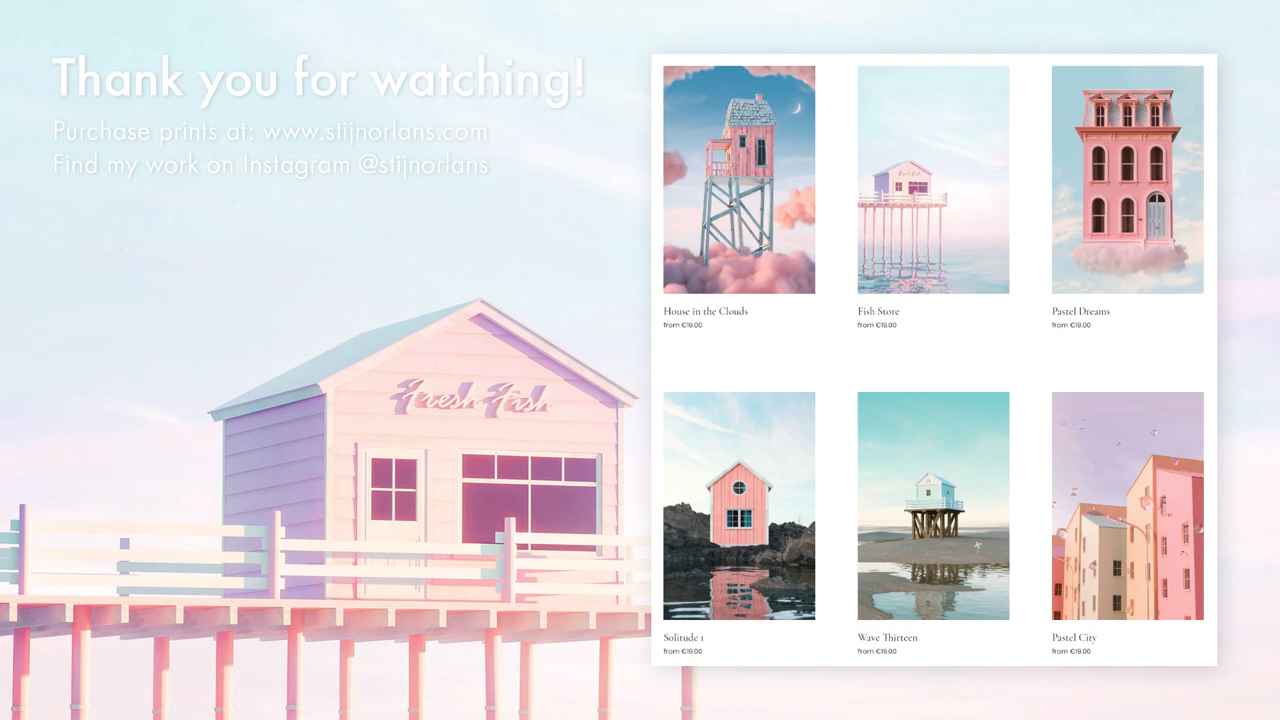 Thank you for watching!
Purchase prints at: www.stijnorlans.com
Find my work on Instagram @stijnorlans
Fresh Fish
House in the Clouds
from €19.00
Fish Store
from €19.00
Pastel Dreams
from €19.00
Solitude 1
from €19.00
Wave Thirteen
from €19.00
Pastel City
from €19.00